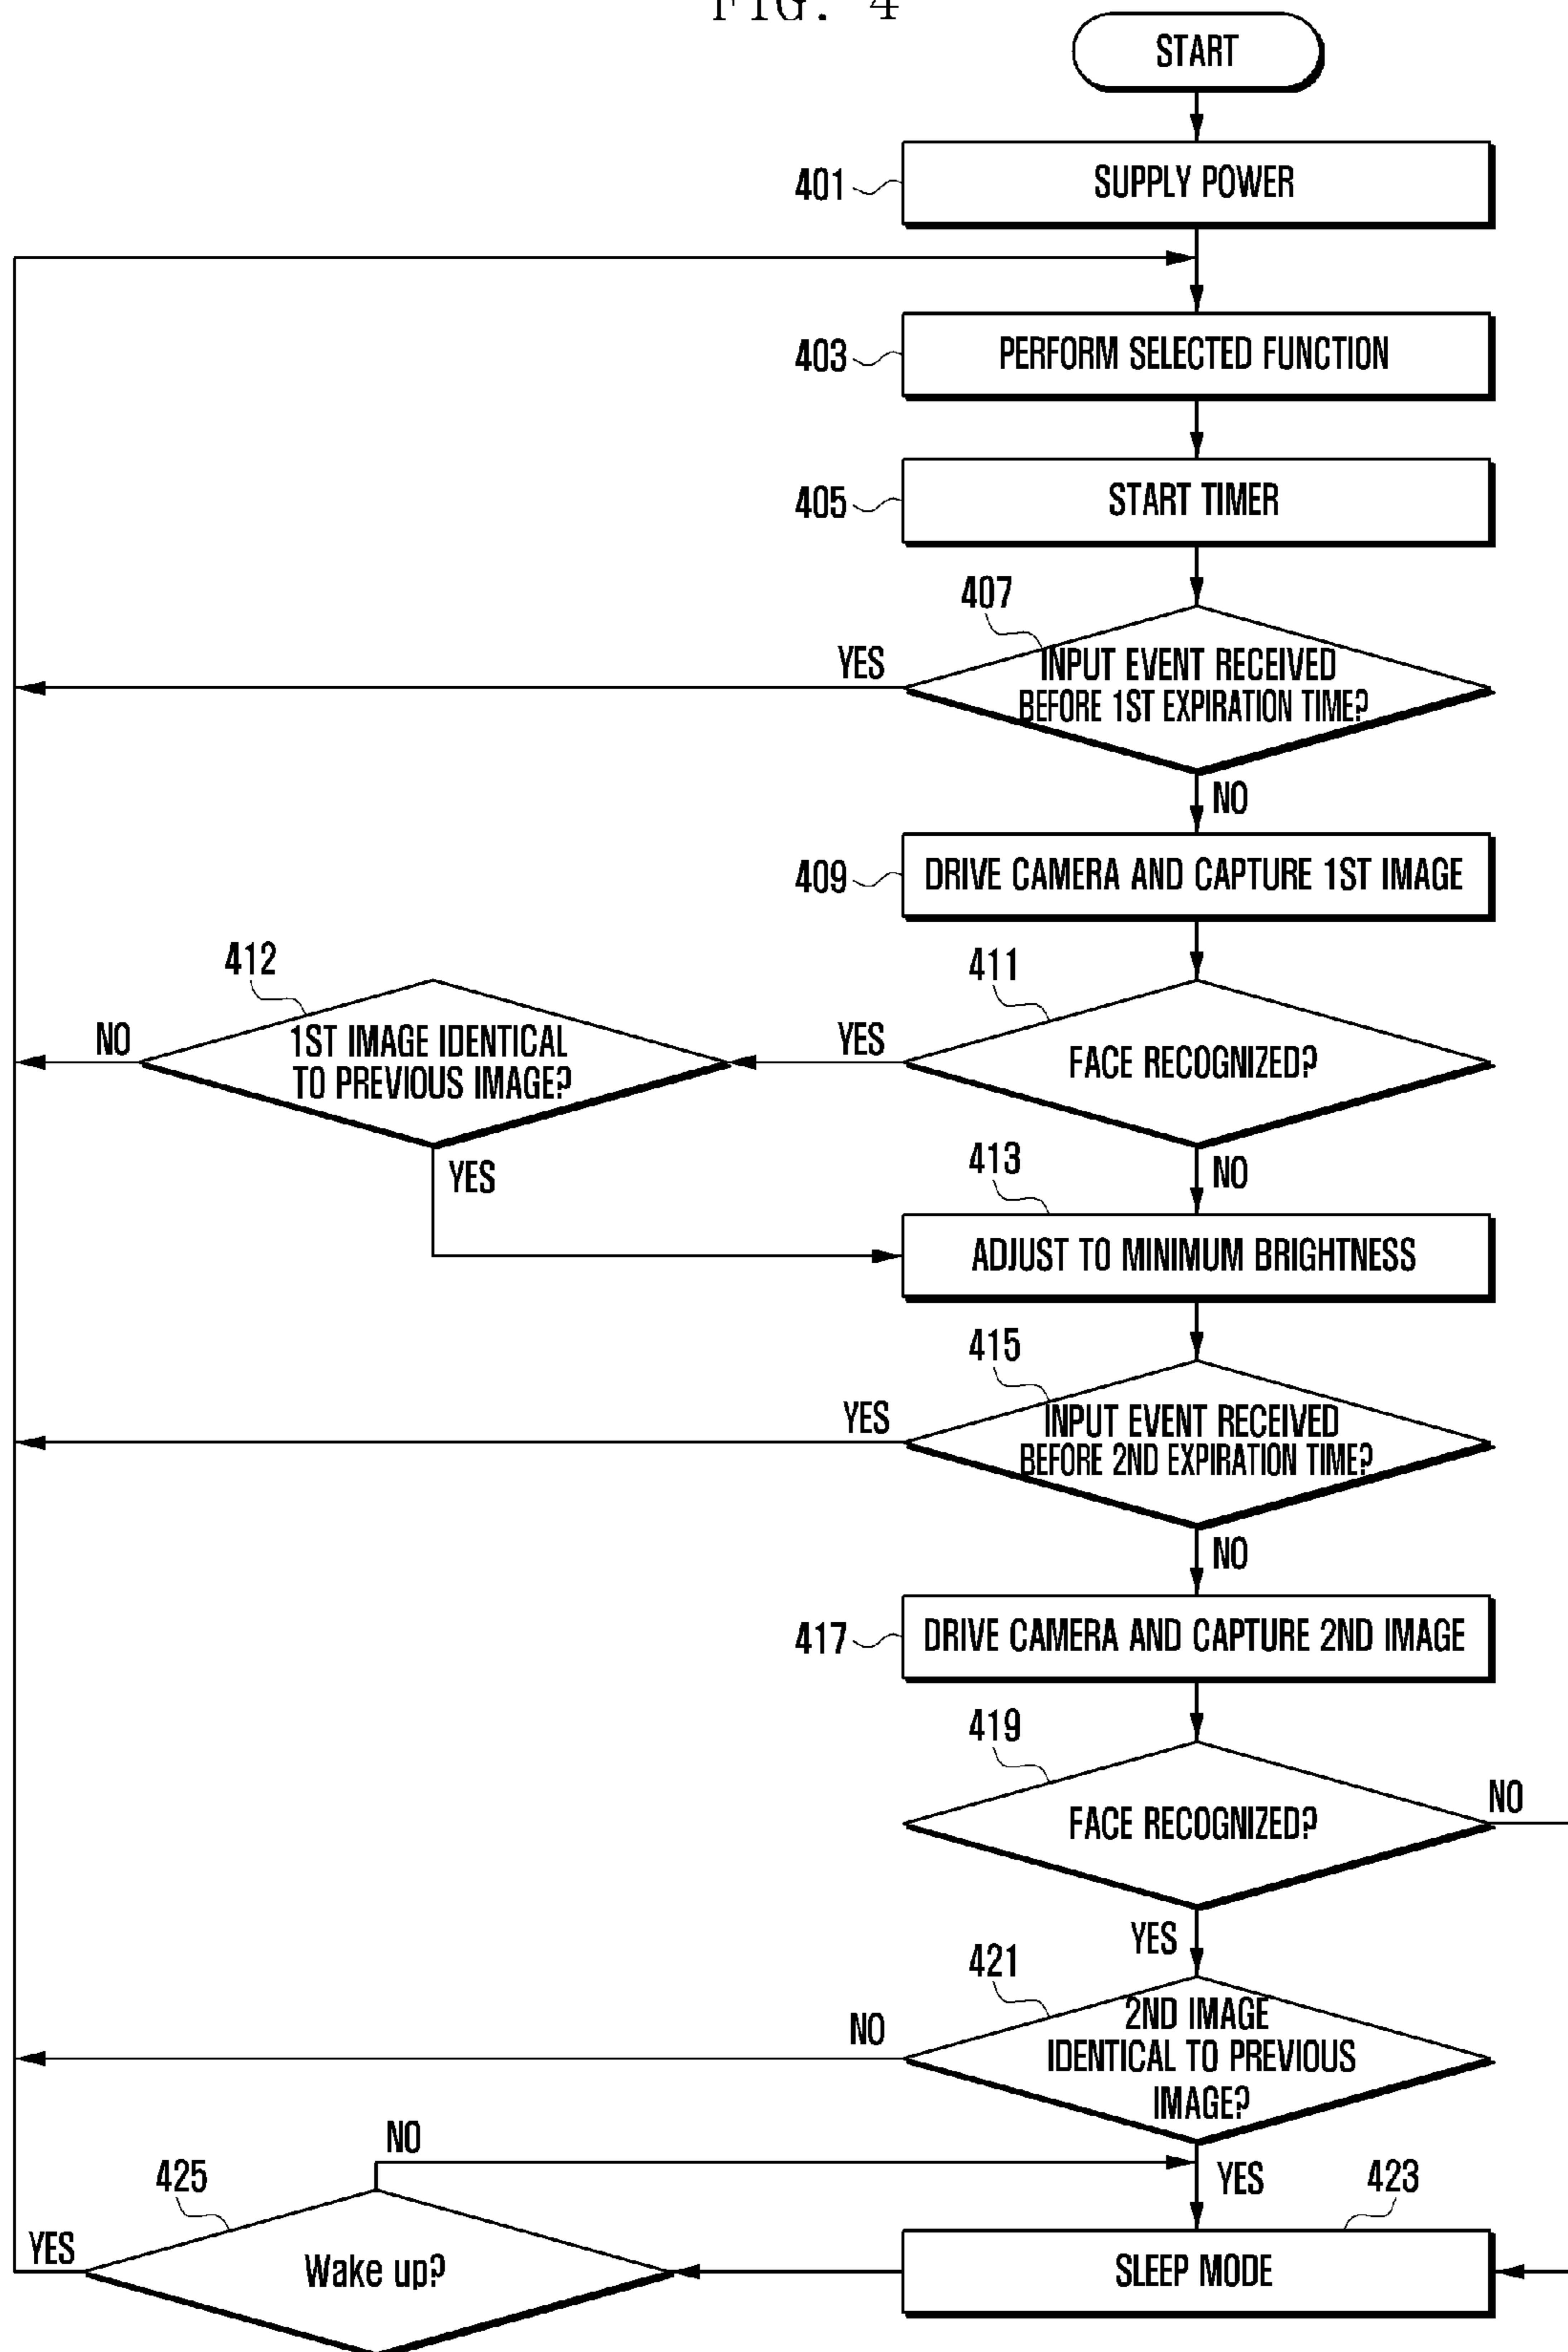 FIG. 4
START
401
SUPPLY POWER
403
PERFORM SELECTED FUNCTION
405
START TIMER
407
YES
INPUT EVENT RECEIVED
BEFORE 1ST EXPIRATION TIME?
NO
409
DRIVE CAMERA AND CAPTURE 1ST IMAGE
412
411
NO
1ST IMAGE IDENTICAL
TO PREVIOUS IMAGE?
YES
FACE RECOGNIZED?
YES
413
NO
ADJUST TO MINIMUM BRIGHTNESS
415
YES
INPUT EVENT RECEIVED
BEFORE 2ND EXPIRATION TIME?
NO
417
DRIVE CAMERA AND CAPTURE 2ND IMAGE
419
FACE RECOGNIZED?
NO
YES
421
NO
2ND IMAGE
IDENTICAL TO PREVIOUS
IMAGE?
NO
425
YES
423
YES
Wake up?
SLEEP MODE